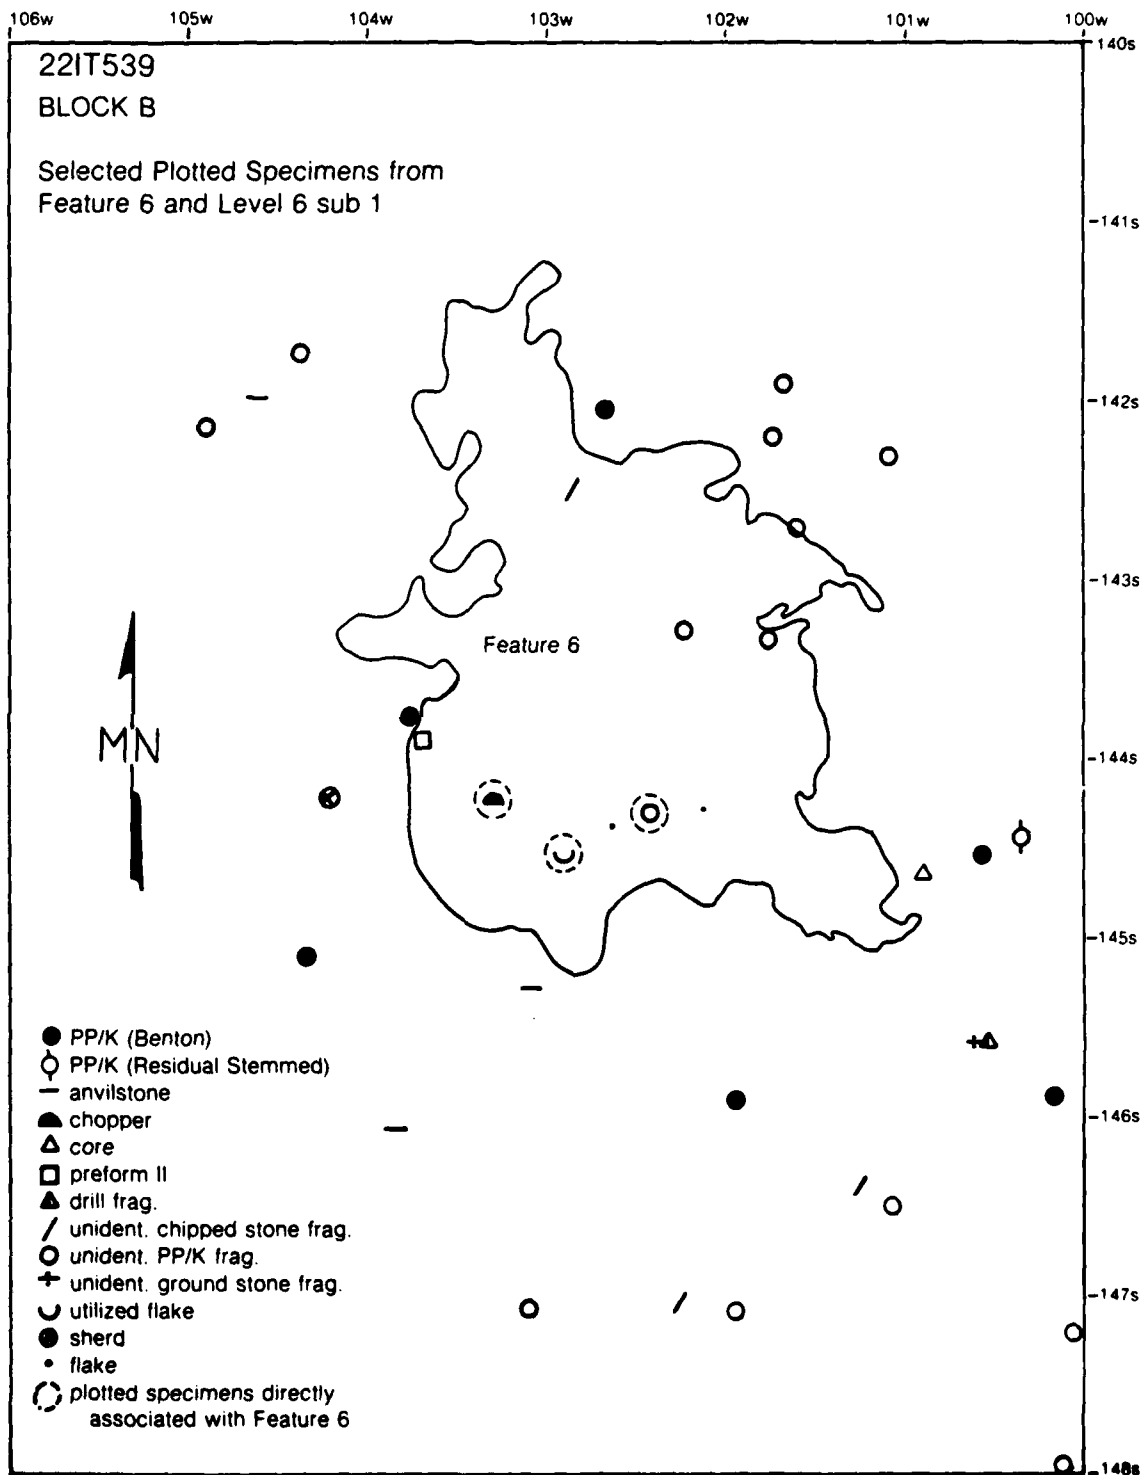 106w 105w 104w 103w 102w 101w 100w
140s
22IT539
BLOCK B
Selected Plotted Specimens from
Feature 6 and Level 6 sub 1
141s
142s
143s
Feature 6
MN
144s
145s
PP/K (Benton)
PP/K (Residual Stemmed)
anvilstone
chopper
146s
core
preform II
drill frag.
unident. chipped stone frag.
unident. PP/K frag.
unident. ground stone frag.
147s
utilized flake
sherd
flake
plotted specimens directly
associated with Feature 6
148s